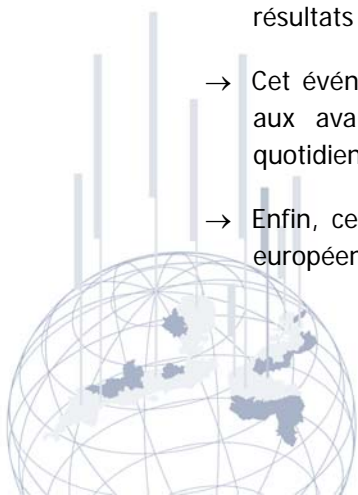 résultats
→ Cet évén
aux ava
quotidien
→ Enfin, ce
européen